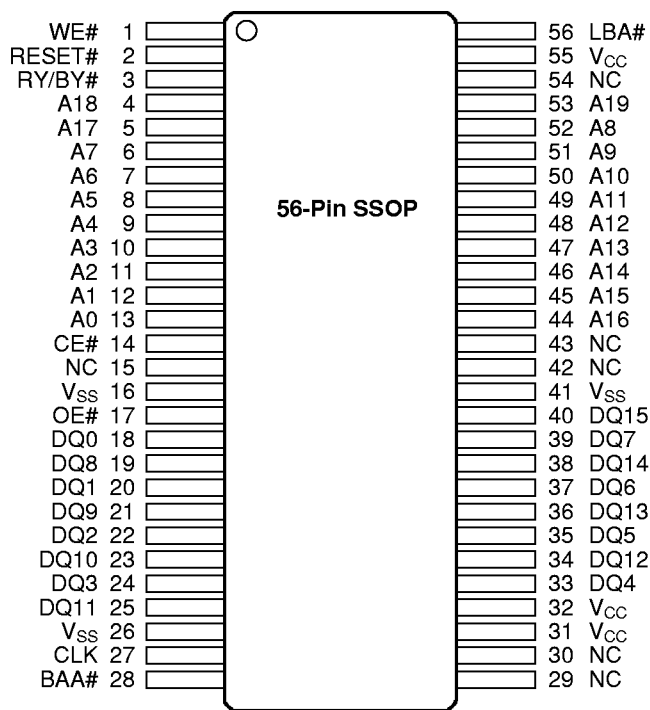 WE# 1
RESET# 2
RY/BY# 3
A18 4
A17 5
A7 6
A6 7
A5 8
A4 9
A3 10
A2 11
A1 12
A0 13
CE# 14
NC 15
VSS 16
OE# 17
DQ0 18
DQ8 19
DQ1 20
DQ9 21
DQ2 22
DQ10 23
DQ3 24
DQ11 25
VSS 26
CLK 27
BAA# 28
56-Pin SSOP
56 LBA#
55 VCC
54 NC
53 A19
52 A8
51 A9
50 A10
49 A11
48 A12
47 A13
46 A14
45 A15
44 A16
43 NC
42 NC
41 VSS
40 DQ15
39 DQ7
38 DQ14
37 DQ6
36 DQ13
35 DQ5
34 DQ12
33 DQ4
32 VCC
31 VCC
30 NC
29 NC